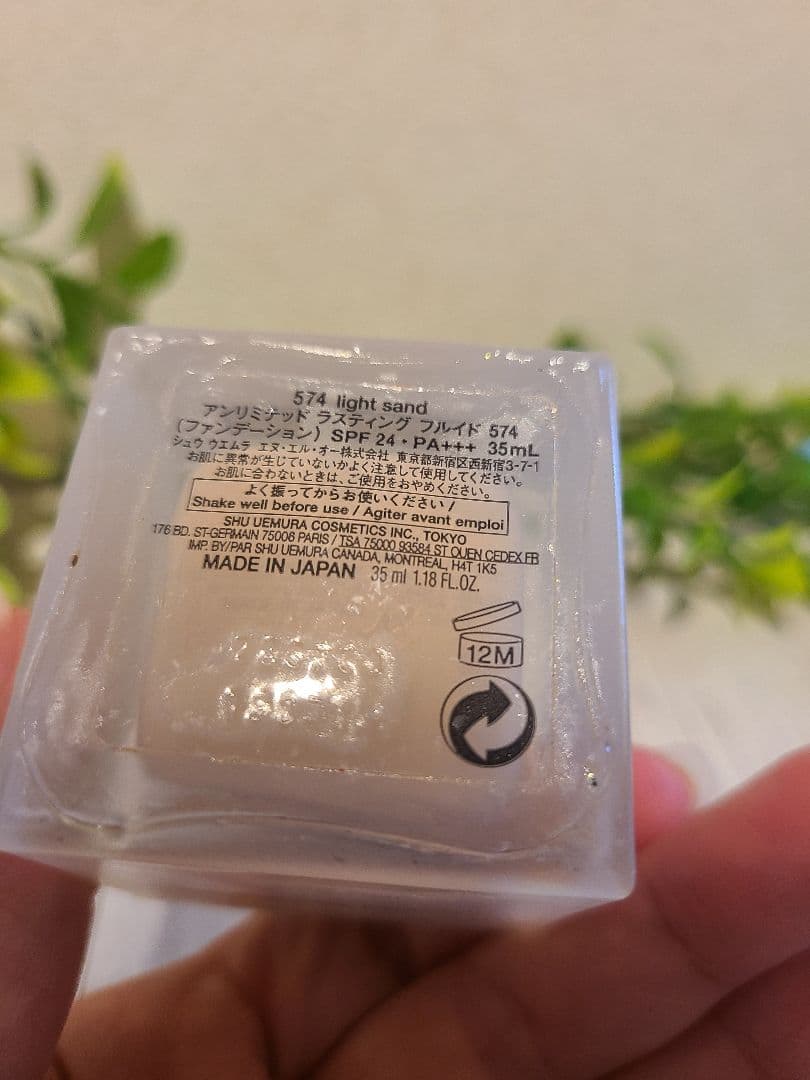 574 light sand
アンリミテッド ラスティング フルイド 574
(ファンデーション) SPF 24・PA+++ 35mL
シュウ ウエムラ エヌ・エル・オー株式会社 東京都新宿区西新宿3-7-1
お肌に異常が生じていないかよく注意して使用してください。
お肌に合わないときは、ご使用をおやめください。
よく振ってからお使いください /
Shake well before use / Agiter avant emploi
SHU UEMURA COSMETICS INC., TOKYO
176 BD. ST-GERMAIN 75006 PARIS / TSA 75000 93584 ST OUEN CEDEX FR
IMP. BY/PAR SHU UEMURA CANADA, MONTREAL, H4T 1K5
MADE IN JAPAN 35 ml 1.18 FL.OZ.
12M